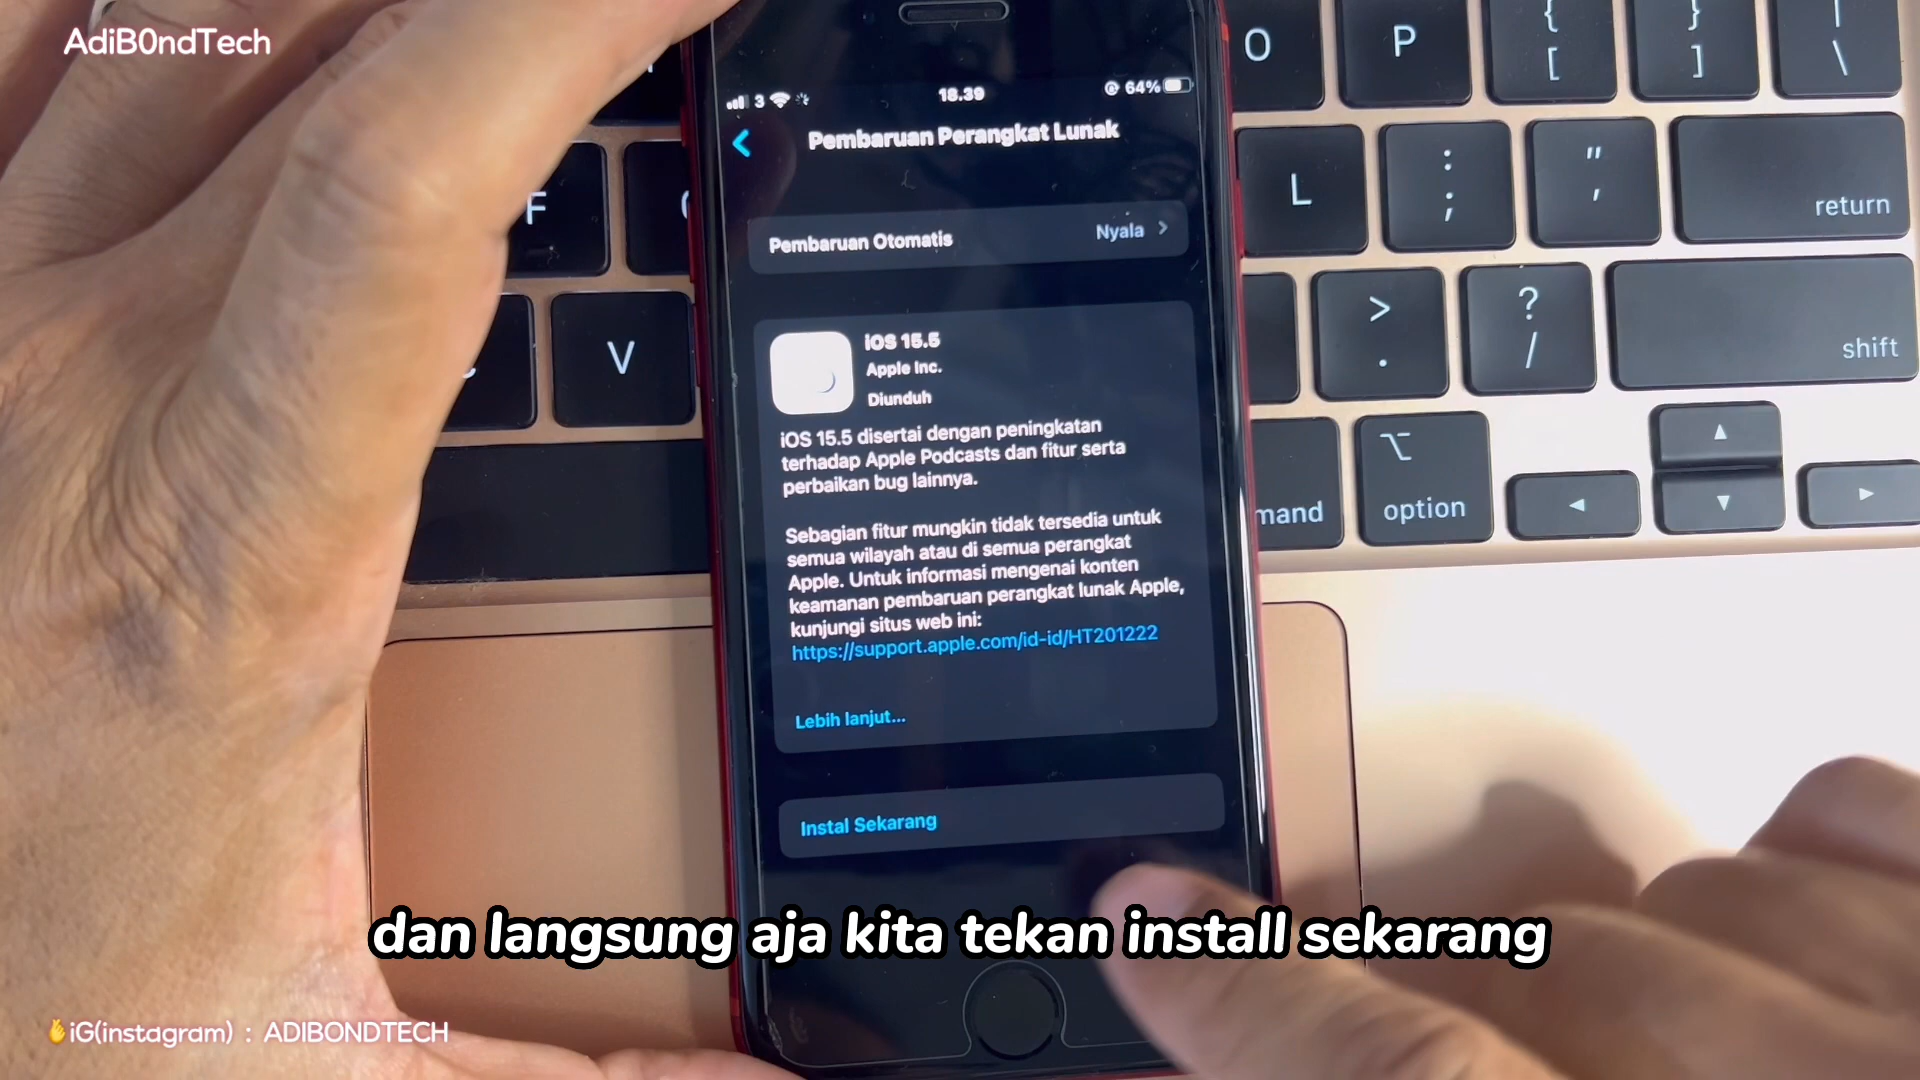 AdiB0ndTech
O
P
{
[
}
]
|
\
3
18.39
64%
Pembaruan Perangkat Lunak
F
L
:
;
"
'
return
Pembaruan Otomatis
Nyala >
V
>
.
?
/
shift
iOS 15.5
Apple Inc.
Diunduh
iOS 15.5 disertai dengan peningkatan
terhadap Apple Podcasts dan fitur serta
perbaikan bug lainnya.
Sebagian fitur mungkin tidak tersedia untuk
semua wilayah atau di semua perangkat
Apple. Untuk informasi mengenai konten
keamanan pembaruan perangkat lunak Apple,
kunjungi situs web ini:
https://support.apple.com/id-id/HT201222
Lebih lanjut...
mand
option
Instal Sekarang
dan langsung aja kita tekan install sekarang
iG(instagram) : ADIBONDTECH